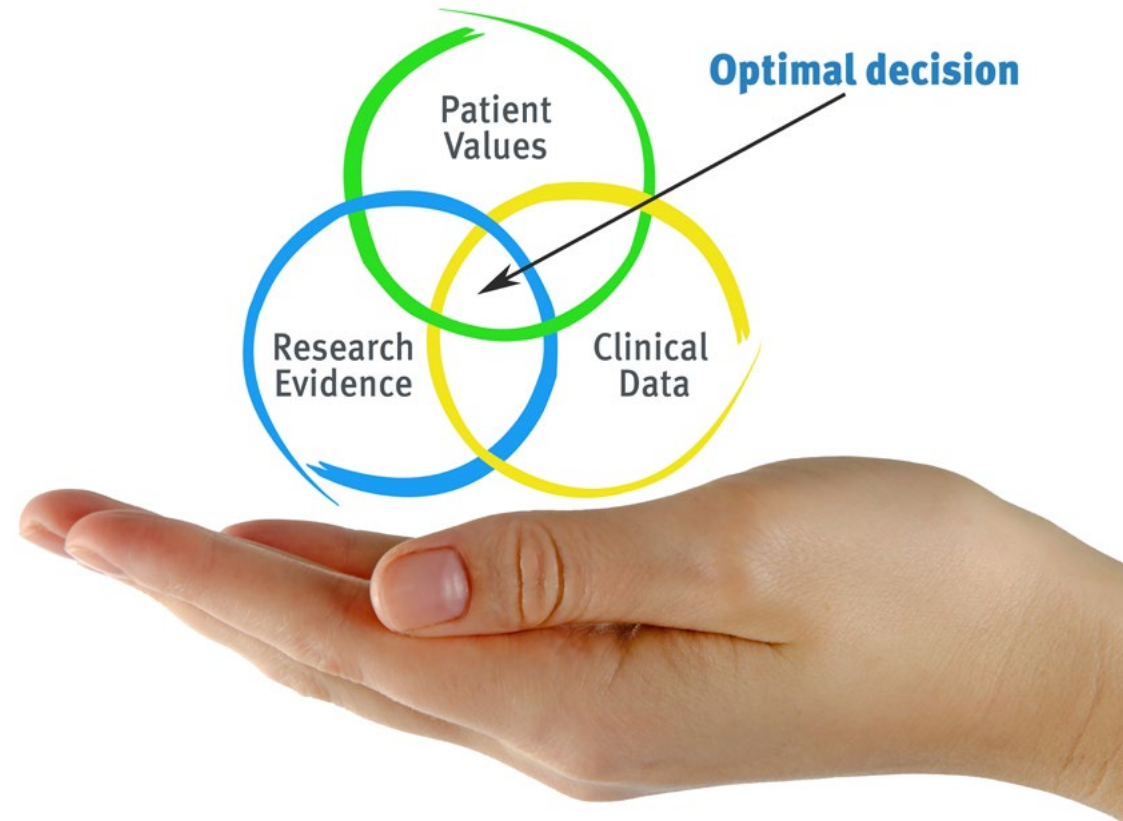 Optimal decision
Patient
Values
Research
Evidence
Clinical
Data